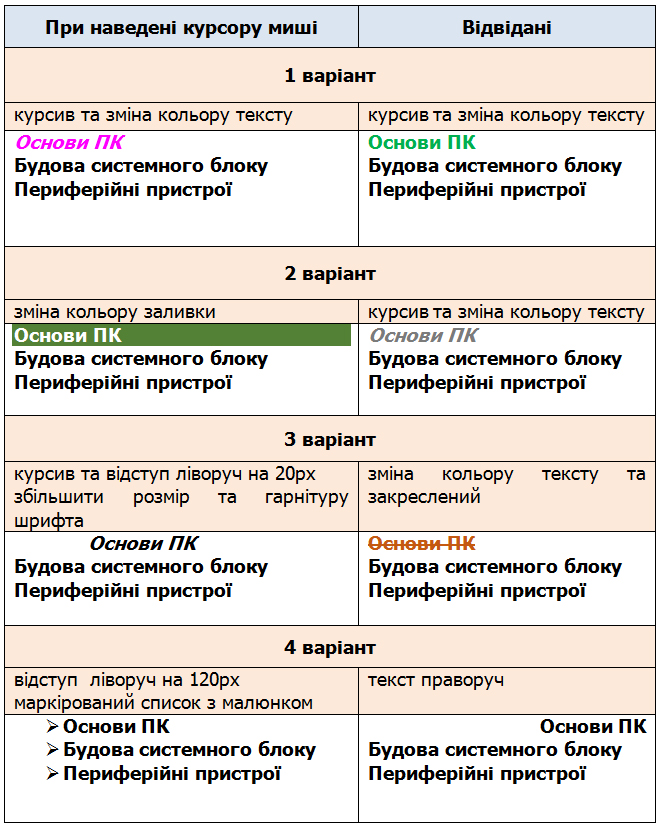 При наведені курсору миші
Відвідані
1 варіант
курсив та зміна кольору тексту
курсив та зміна кольору тексту
Основи ПК
Будова системного блоку
Периферійні пристрої
Основи ПК
Будова системного блоку
Периферійні пристрої
2 варіант
зміна кольору заливки
курсив та зміна кольору тексту
Основи ПК
Будова системного блоку
Периферійні пристрої
Основи ПК
Будова системного блоку
Периферійні пристрої
3 варіант
курсив та відступ ліворуч на 20px
збільшити розмір та гарнітуру
шрифта
зміна кольору тексту та
закреслений
Основи ПК
Будова системного блоку
Периферійні пристрої
Основи ПК
Будова системного блоку
Периферійні пристрої
4 варіант
відступ ліворуч на 120px
маркірований список з малюнком
текст праворуч
➢ Основи ПК
➢ Будова системного блоку
➢ Периферійні пристрої
Основи ПК
Будова системного блоку
Периферійні пристрої